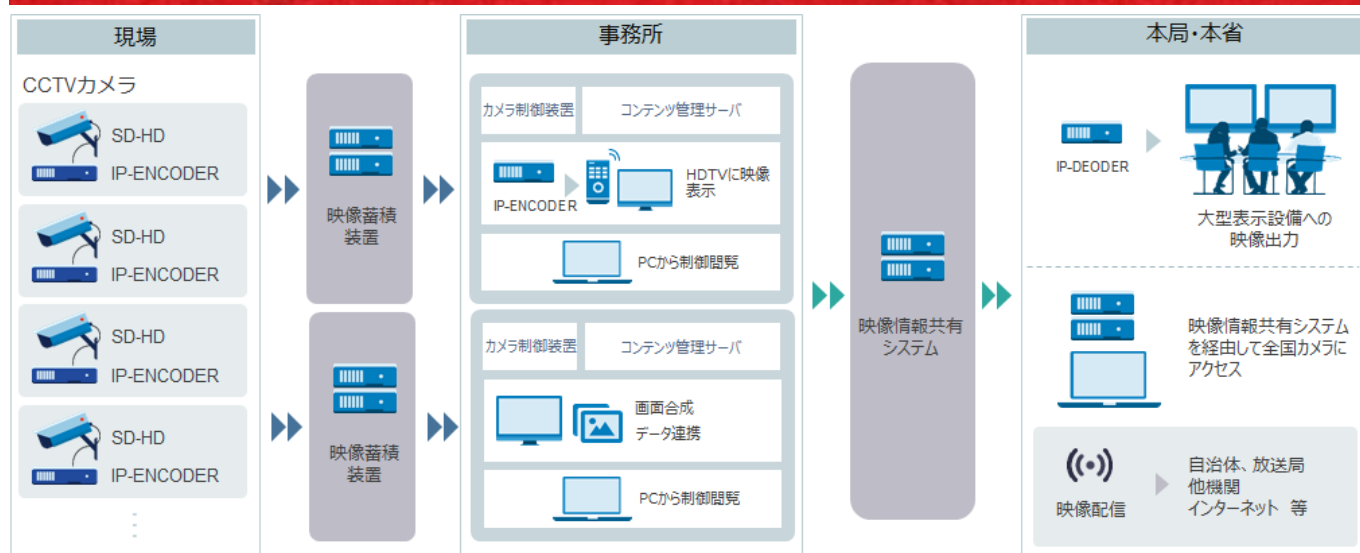 現場
CCTVカメラ
SD-HD
IP-ENCODER
SD-HD
IP-ENCODER
SD-HD
IP-ENCODER
SD-HD
IP-ENCODER
映像蓄積
装置
映像蓄積
装置
事務所
カメラ制御装置
コンテンツ管理サーバ
IP-ENCODER
HDTVに映像
表示
PCから制御閲覧
カメラ制御装置
コンテンツ管理サーバ
画面合成
データ連携
PCから制御閲覧
映像情報共有
システム
本局・本省
IP-DEODER
大型表示設備への
映像出力
映像情報共有システム
を経由して全国カメラに
アクセス
映像配信
自治体、放送局
他機関
インターネット 等